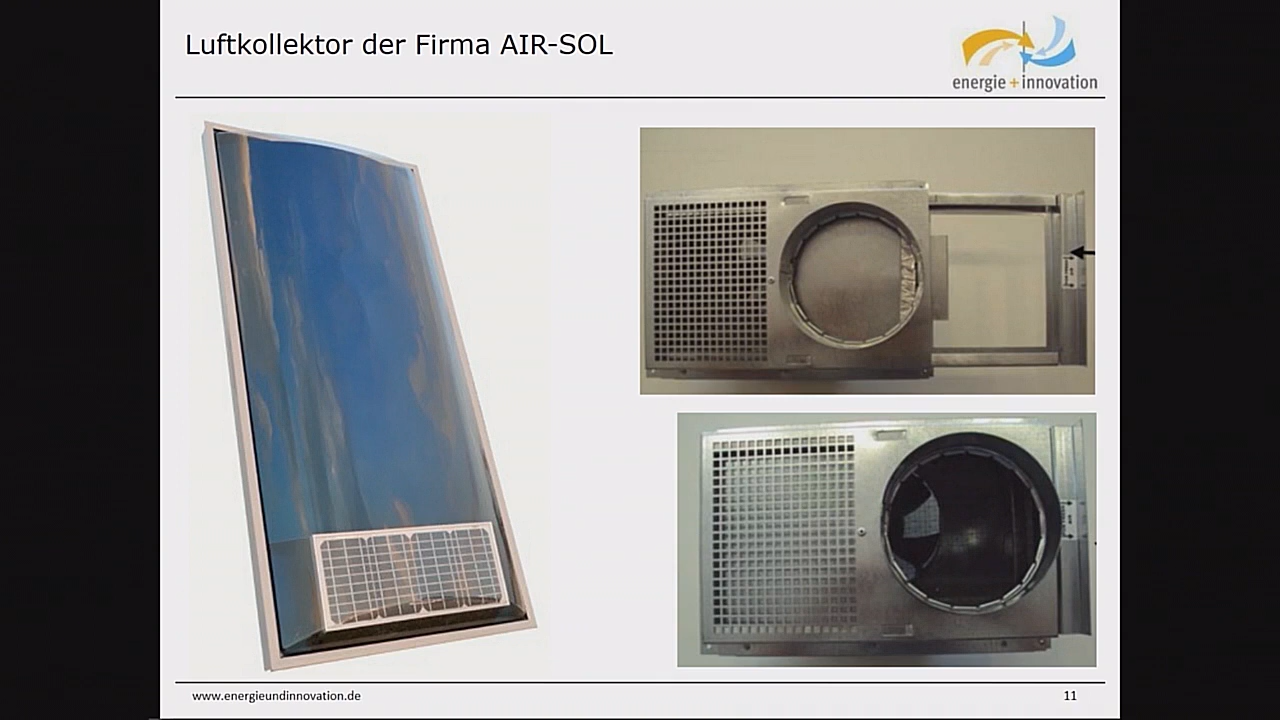 Luftkollektor der Firma AIR-SOL
energie + innovation
www.energieundinnovation.de
11